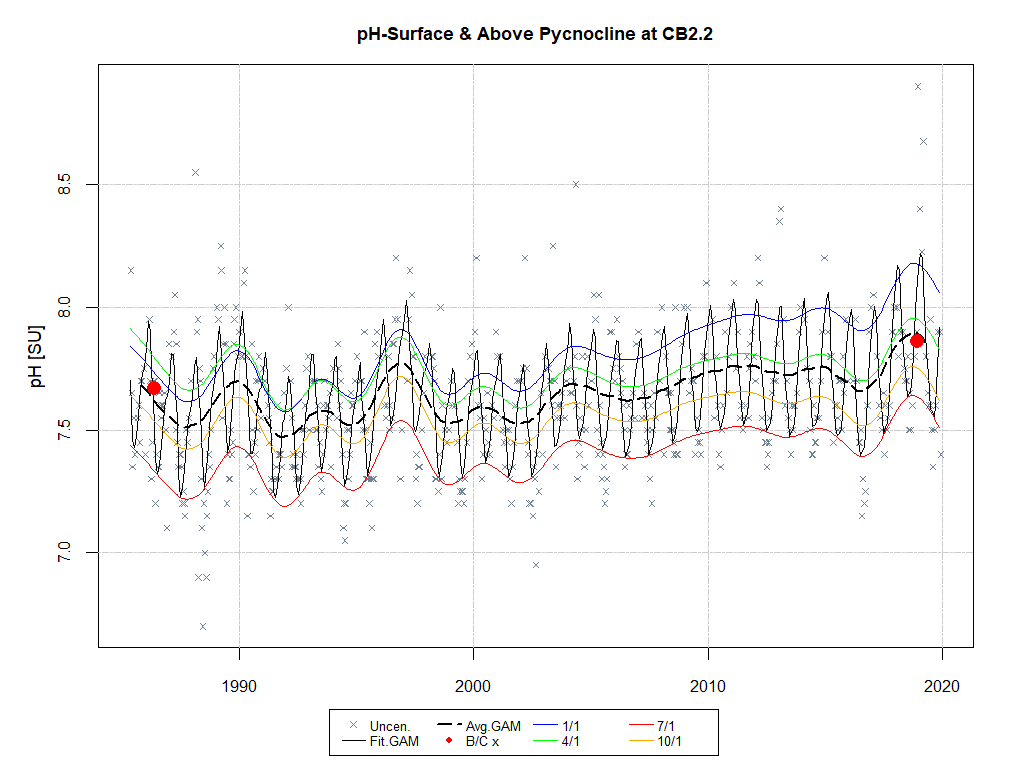 pH-Surface & Above Pycnocline at CB2.2
pH [SU]
8.5
8.0
7.5
7.0
1990 2000 2010 2020
Uncen. Avg.GAM 1/1 7/1
Fit.GAM B/C x 4/1 10/1